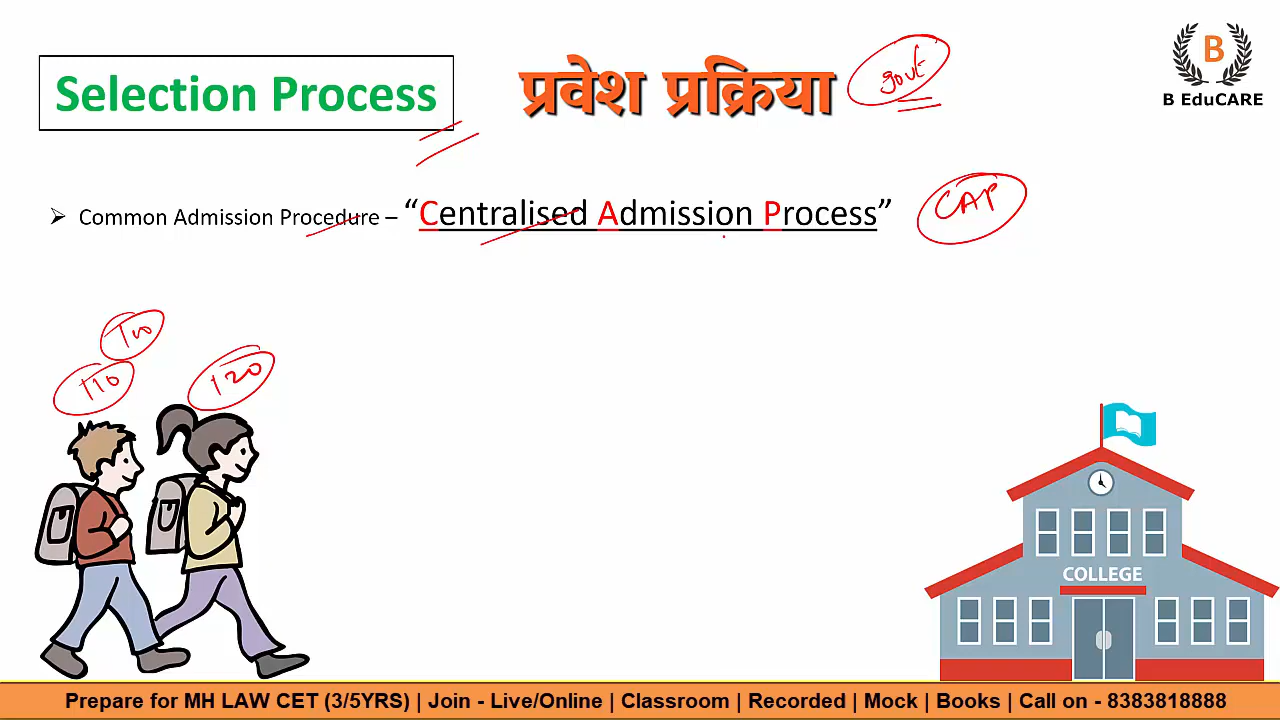 Selection Process
प्रवेश प्रक्रिया
govt
B
B EduCARE
➢ Common Admission Procedure – “Centralised Admission Process”
CAP
110
120
COLLEGE
Prepare for MH LAW CET (3/5YRS) | Join - Live/Online | Classroom | Recorded | Mock | Books | Call on - 8383818888